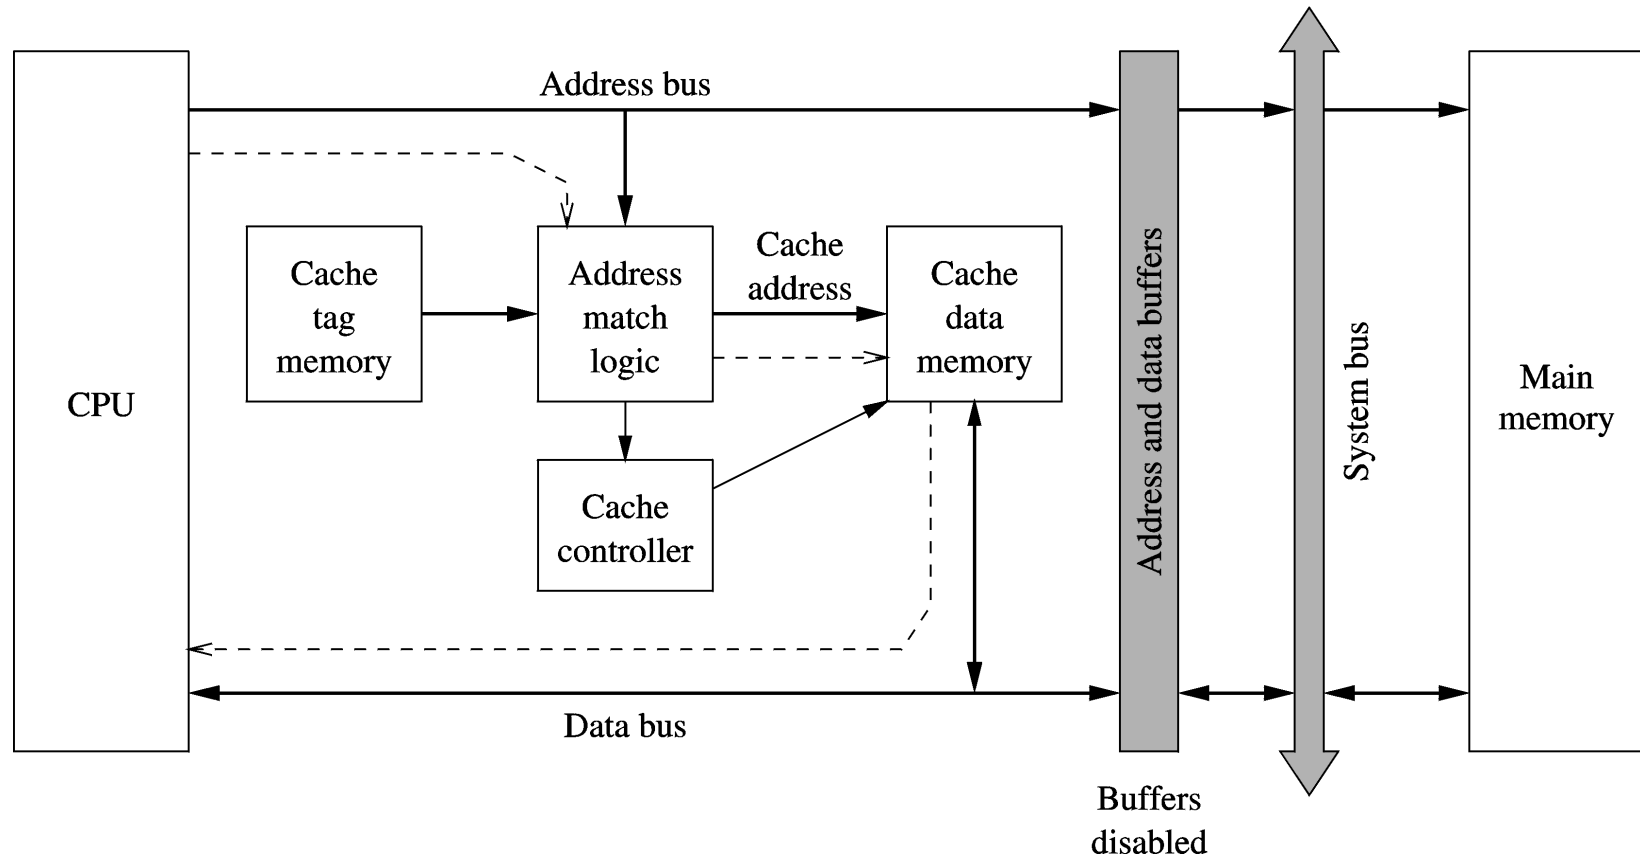 Address bus
Cache
address
Cache
tag
memory
Address
match
logic
Cache
data
memory
CPU
Cache
controller
Data bus
Address and data buffers
System bus
Main
memory
Buffers
disabled